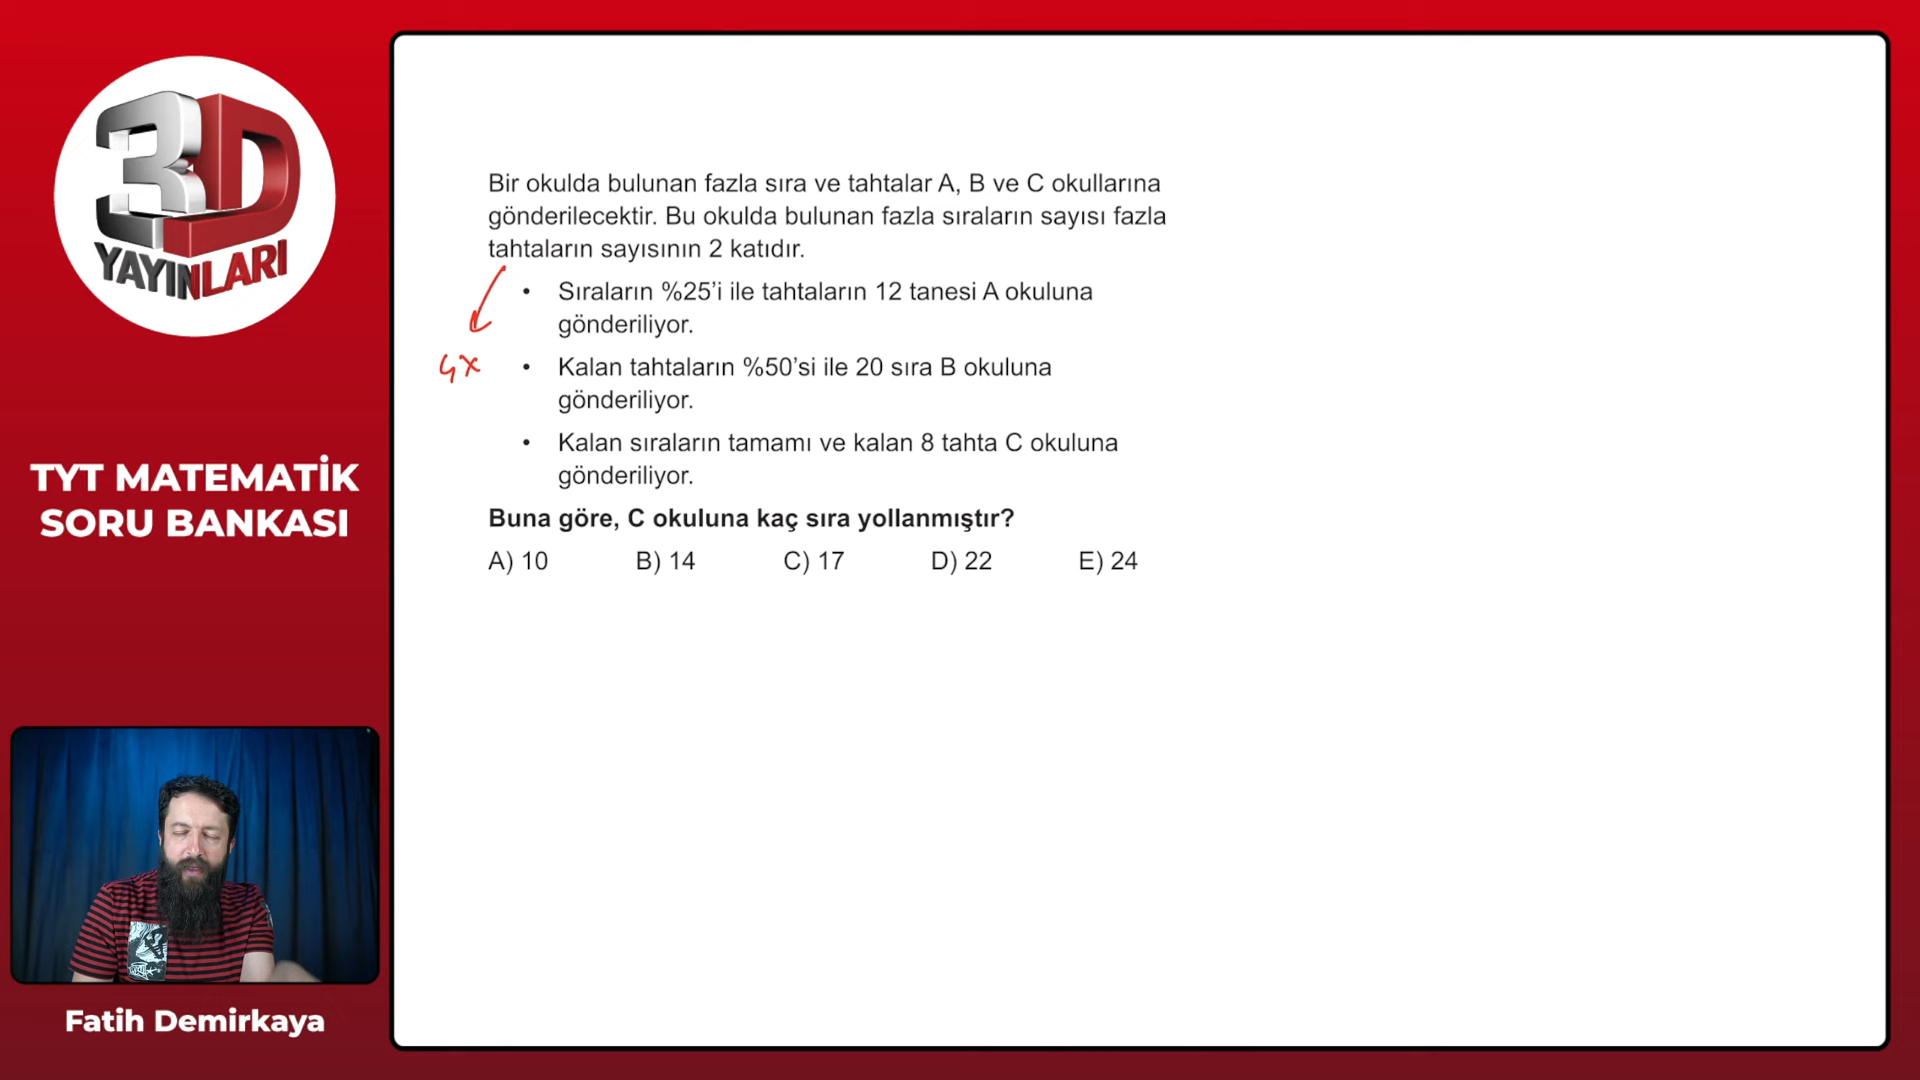 3D
YAYINLARI
TYT MATEMATİK
SORU BANKASI
Fatih Demirkaya
Bir okulda bulunan fazla sıra ve tahtalar A, B ve C okullarına
gönderilecektir. Bu okulda bulunan fazla sıraların sayısı fazla
tahtaların sayısının 2 katıdır.
• Sıraların %25’i ile tahtaların 12 tanesi A okuluna
gönderiliyor.
4x
• Kalan tahtaların %50’si ile 20 sıra B okuluna
gönderiliyor.
• Kalan sıraların tamamı ve kalan 8 tahta C okuluna
gönderiliyor.
Buna göre, C okuluna kaç sıra yollanmıştır?
A) 10 B) 14 C) 17 D) 22 E) 24